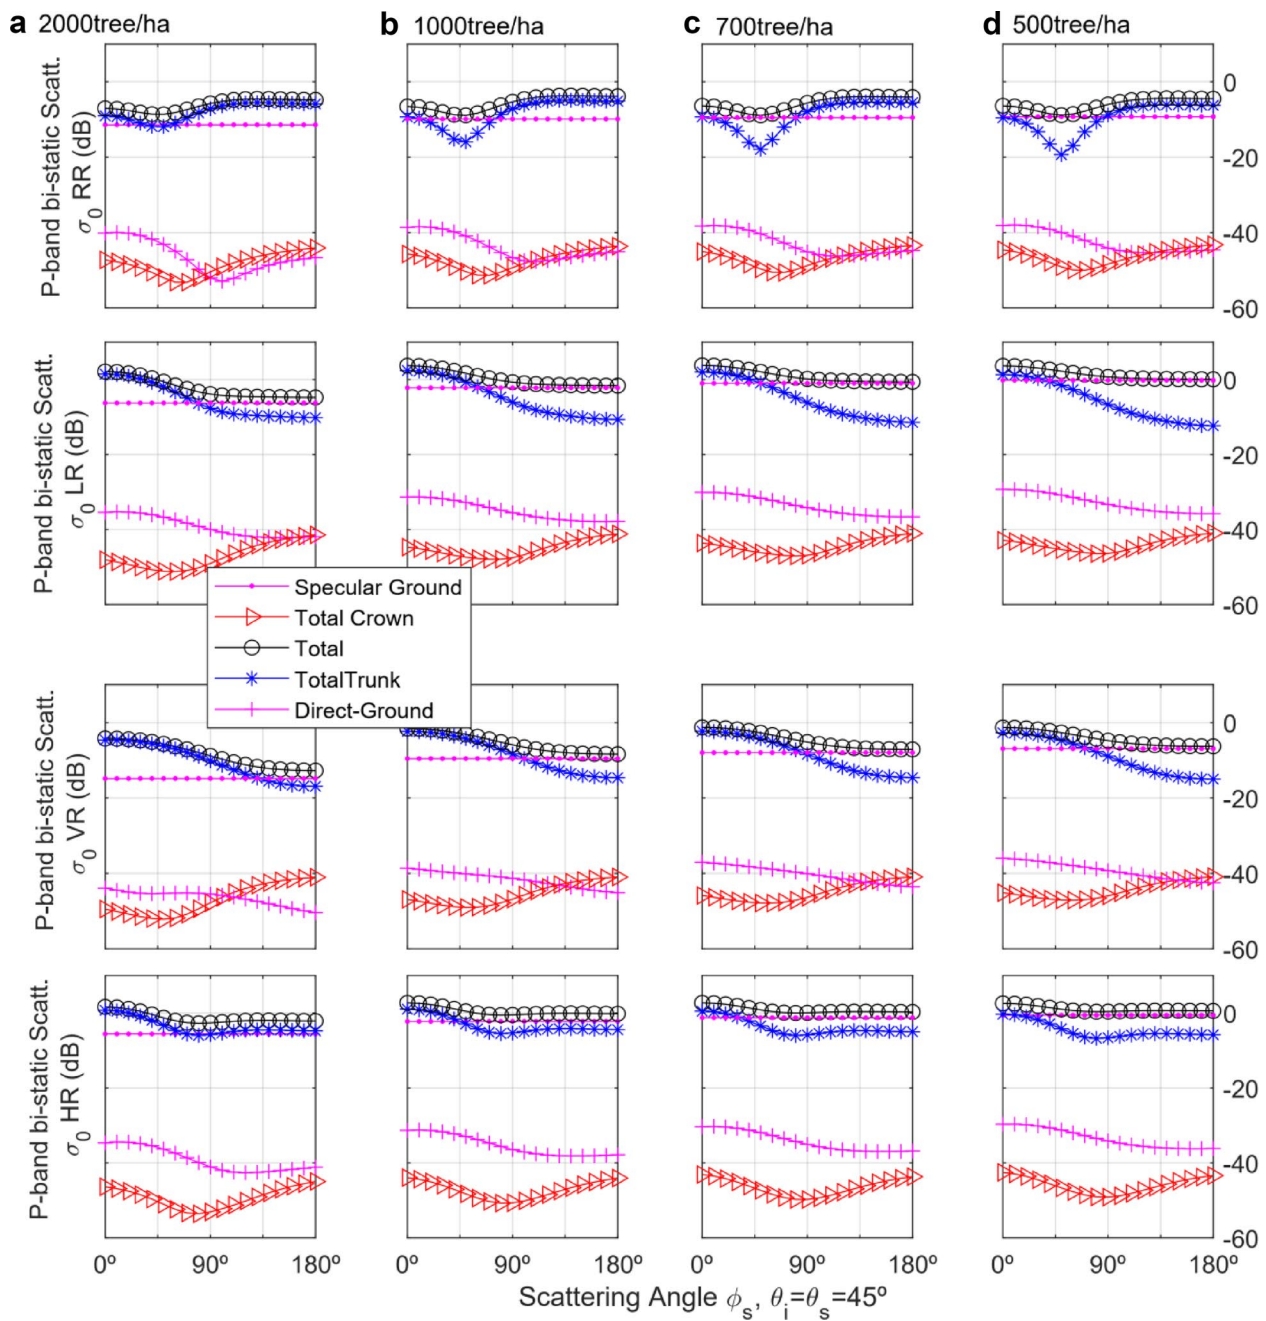 a 2000tree/ha
b 1000tree/ha
c 700tree/ha
d 500tree/ha
P-band bi-static Scatt.
σ0 RR (dB)
0
-20
-40
-60
P-band bi-static Scatt.
σ0 LR (dB)
0
-20
-40
-60
Specular Ground
Total Crown
Total
TotalTrunk
Direct-Ground
P-band bi-static Scatt.
σ0 VR (dB)
0
-20
-40
-60
P-band bi-static Scatt.
σ0 HR (dB)
0
-20
-40
-60
0º 90º 180º
0º 90º 180º
0º 90º 180º
0º 90º 180º
Scattering Angle ϕs, θi=θs=45º